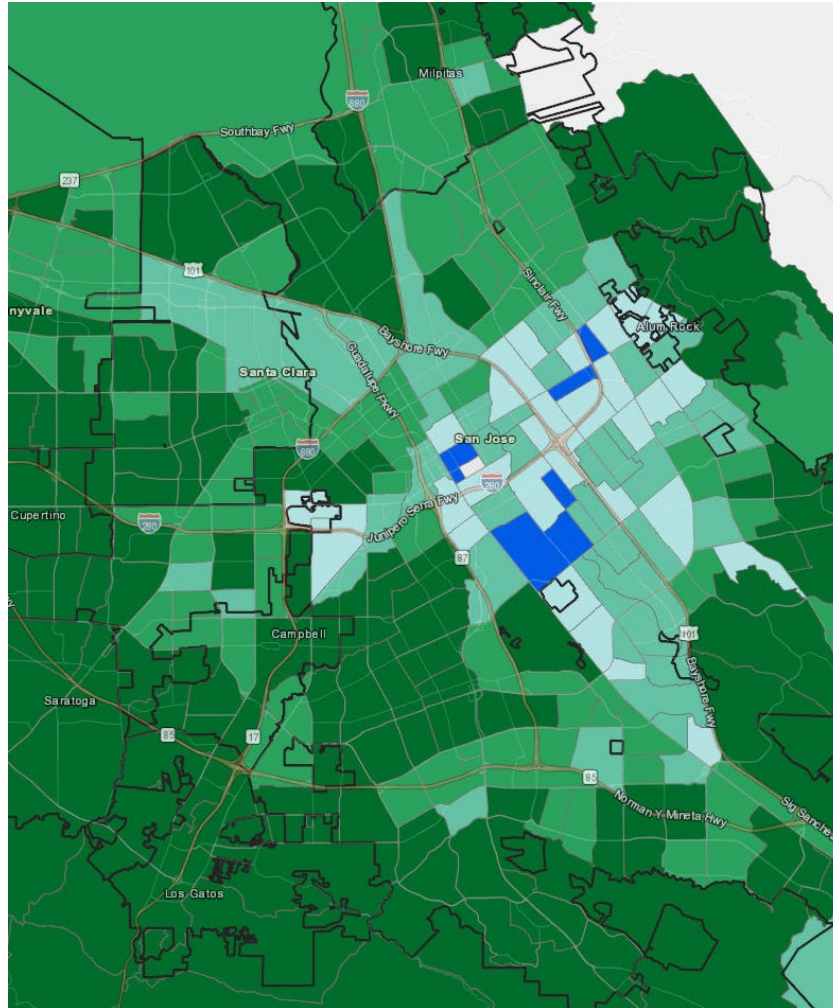 Milpitas
880
Southbay Fwy
237
101
Sinclair Fwy
nyvale
Alum Rock
Bayshore Fwy
Santa Clara
Guadalupe Pkwy
San Jose
880
280
Cupertino
280
Junipero Serra Fwy
87
Campbell
101
Bayshore Fwy
Saratoga
85
17
85
Norman Y Mineta Hwy
Sig Sanchez
Los Gatos